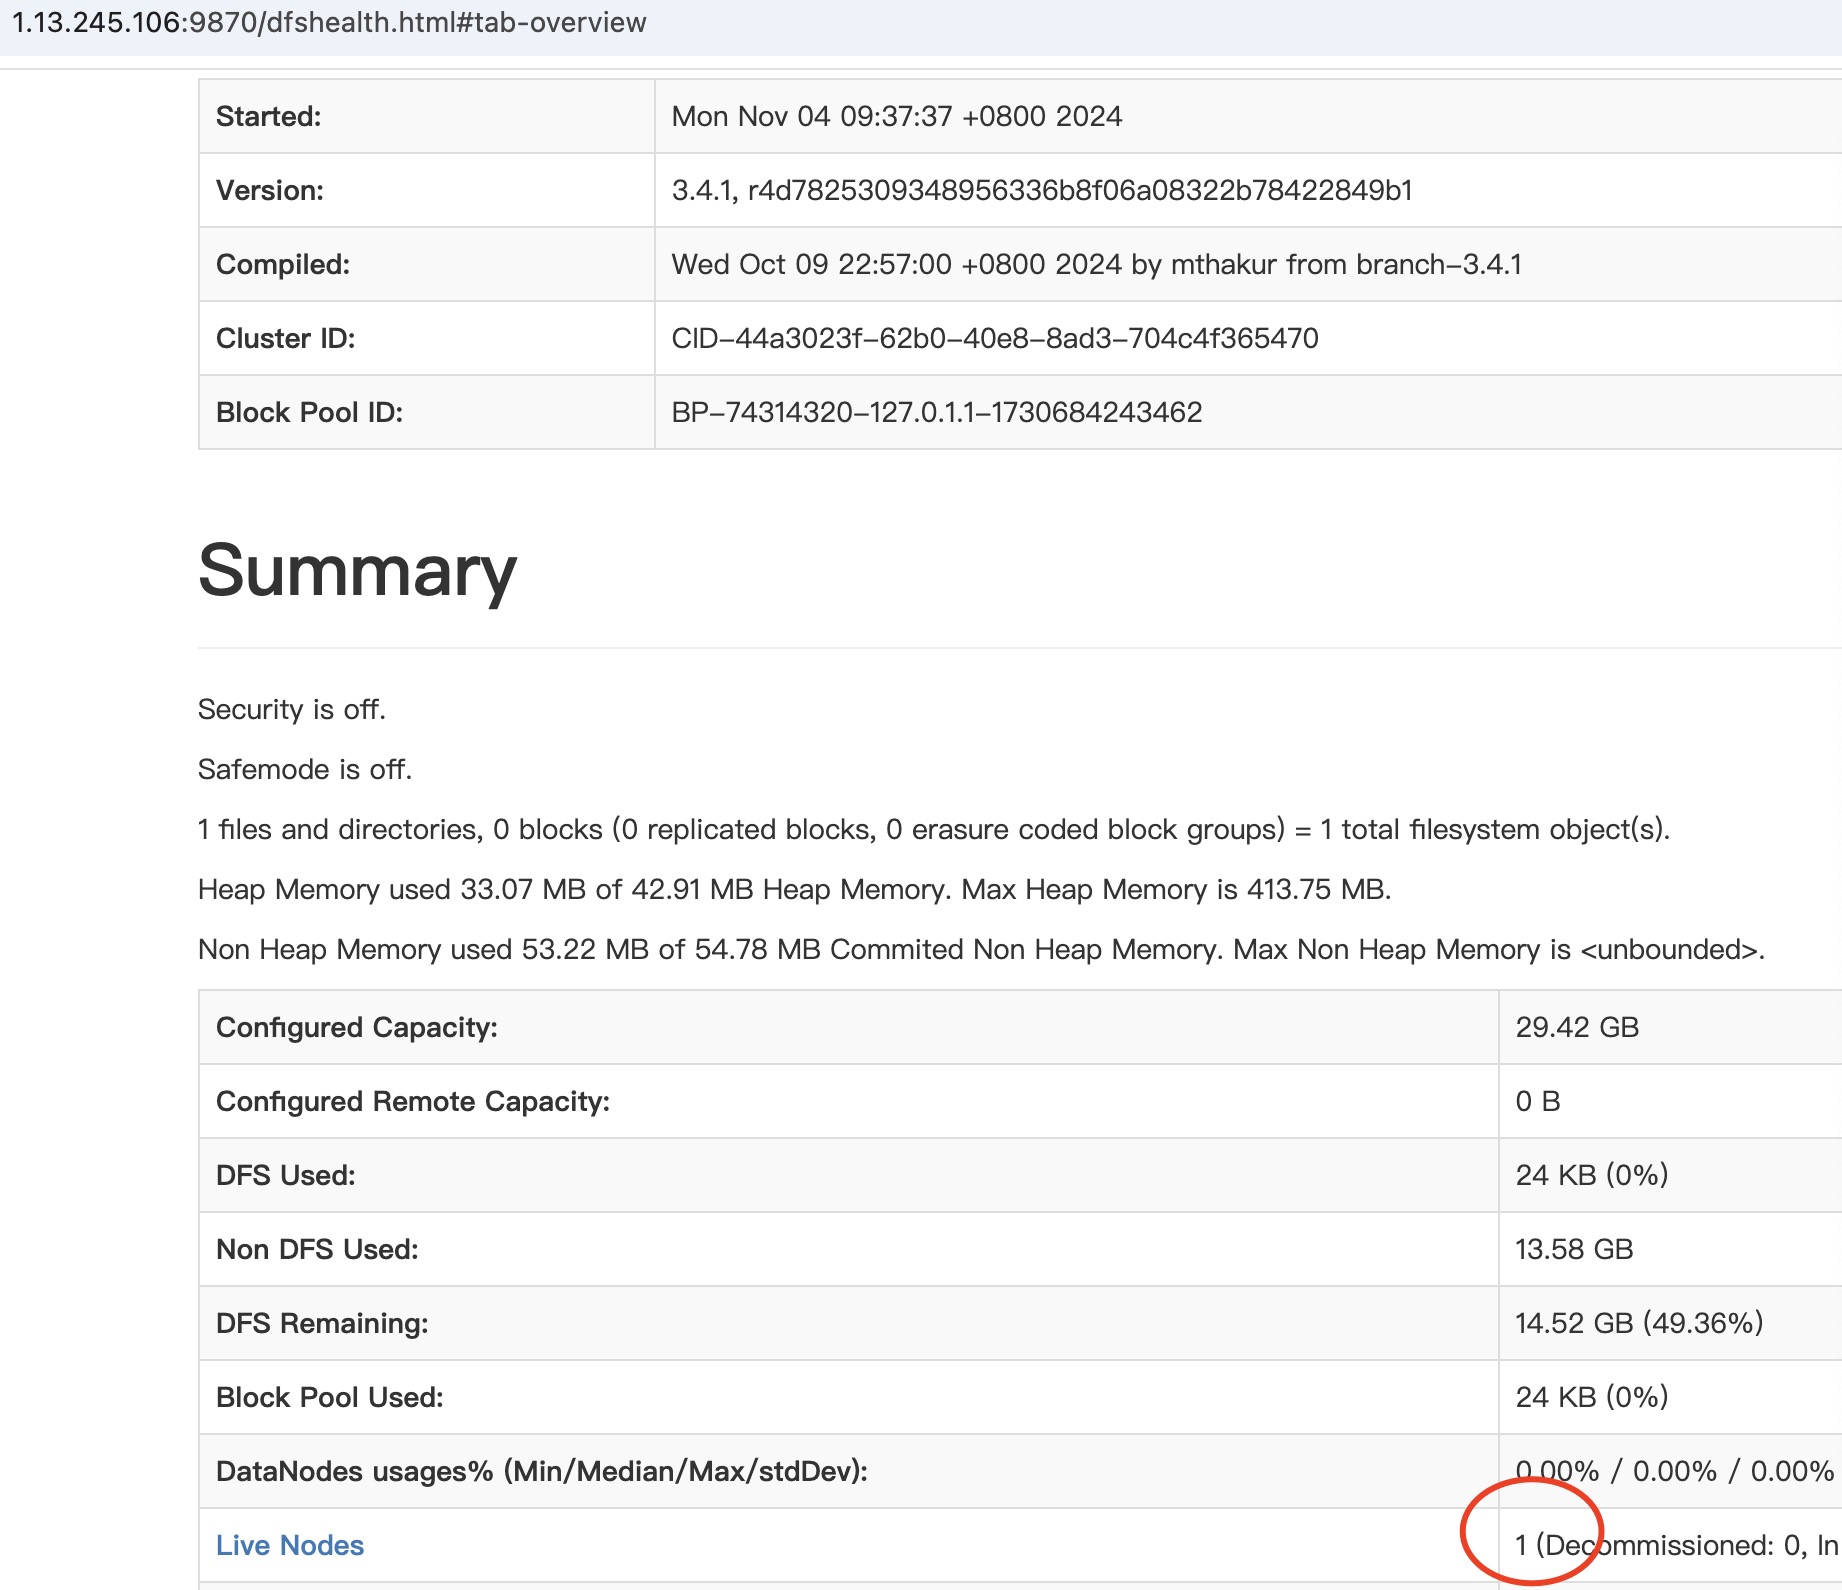 1.13.245.106:9870/dfshealth.html#tab-overview
Started: Mon Nov 04 09:37:37 +0800 2024
Version: 3.4.1, r4d7825309348956336b8f06a08322b78422849b1
Compiled: Wed Oct 09 22:57:00 +0800 2024 by mthakur from branch-3.4.1
Cluster ID: CID-44a3023f-62b0-40e8-8ad3-704c4f365470
Block Pool ID: BP-74314320-127.0.1.1-1730684243462
Summary
Security is off.
Safemode is off.
1 files and directories, 0 blocks (0 replicated blocks, 0 erasure coded block groups) = 1 total filesystem object(s).
Heap Memory used 33.07 MB of 42.91 MB Heap Memory. Max Heap Memory is 413.75 MB.
Non Heap Memory used 53.22 MB of 54.78 MB Commited Non Heap Memory. Max Non Heap Memory is <unbounded>.
Configured Capacity: 29.42 GB
Configured Remote Capacity: 0 B
DFS Used: 24 KB (0%)
Non DFS Used: 13.58 GB
DFS Remaining: 14.52 GB (49.36%)
Block Pool Used: 24 KB (0%)
DataNodes usages% (Min/Median/Max/stdDev): 0.00% / 0.00% / 0.00%
Live Nodes 1 (Decommissioned: 0, In